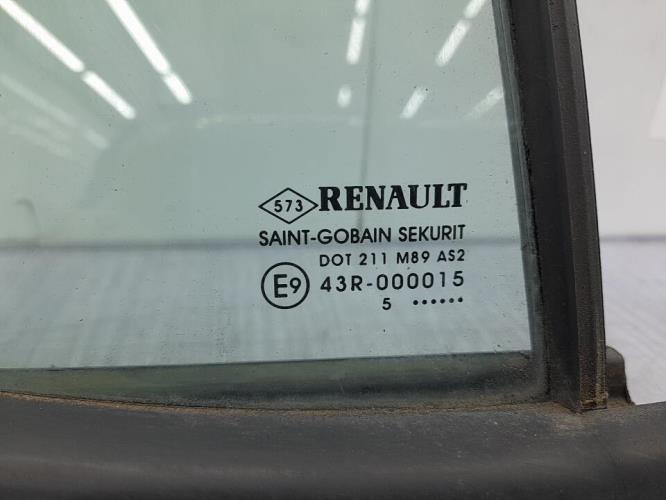 573 RENAULT
SAINT-GOBAIN SEKURIT
DOT 211 M89 AS2
E9 43R-000015
5 ••••••